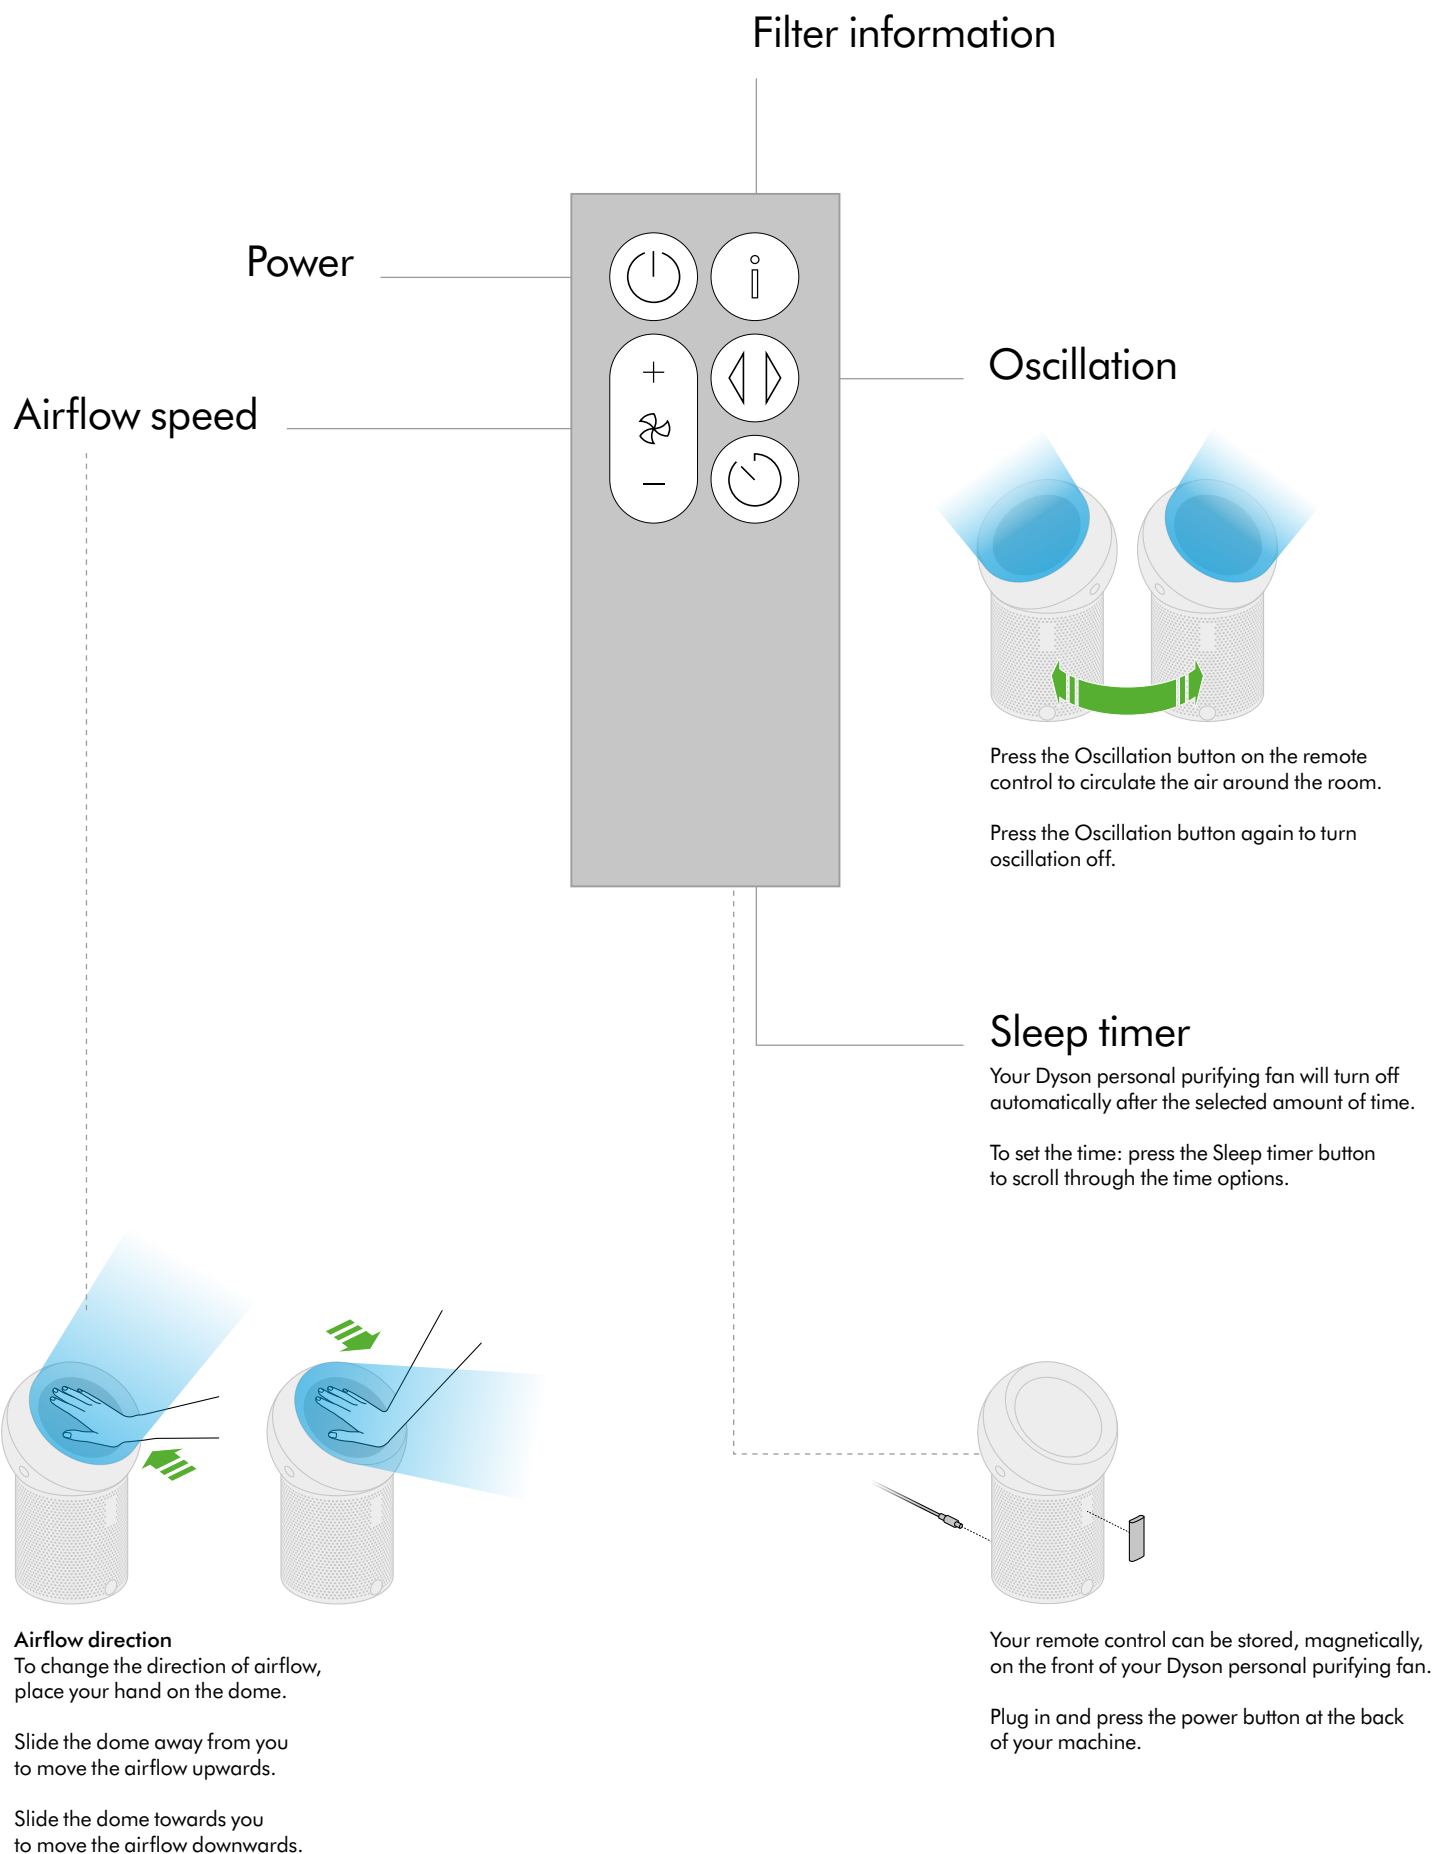 Filter information
Power
Oscillation
Airflow speed
Press the Oscillation button on the remote
control to circulate the air around the room.
Press the Oscillation button again to turn
oscillation off.
Sleep timer
Your Dyson personal purifying fan will turn off
automatically after the selected amount of time.
To set the time: press the Sleep timer button
to scroll through the time options.
Airflow direction
To change the direction of airflow,
place your hand on the dome.
Slide the dome away from you
to move the airflow upwards.
Slide the dome towards you
to move the airflow downwards.
Your remote control can be stored, magnetically,
on the front of your Dyson personal purifying fan.
Plug in and press the power button at the back
of your machine.